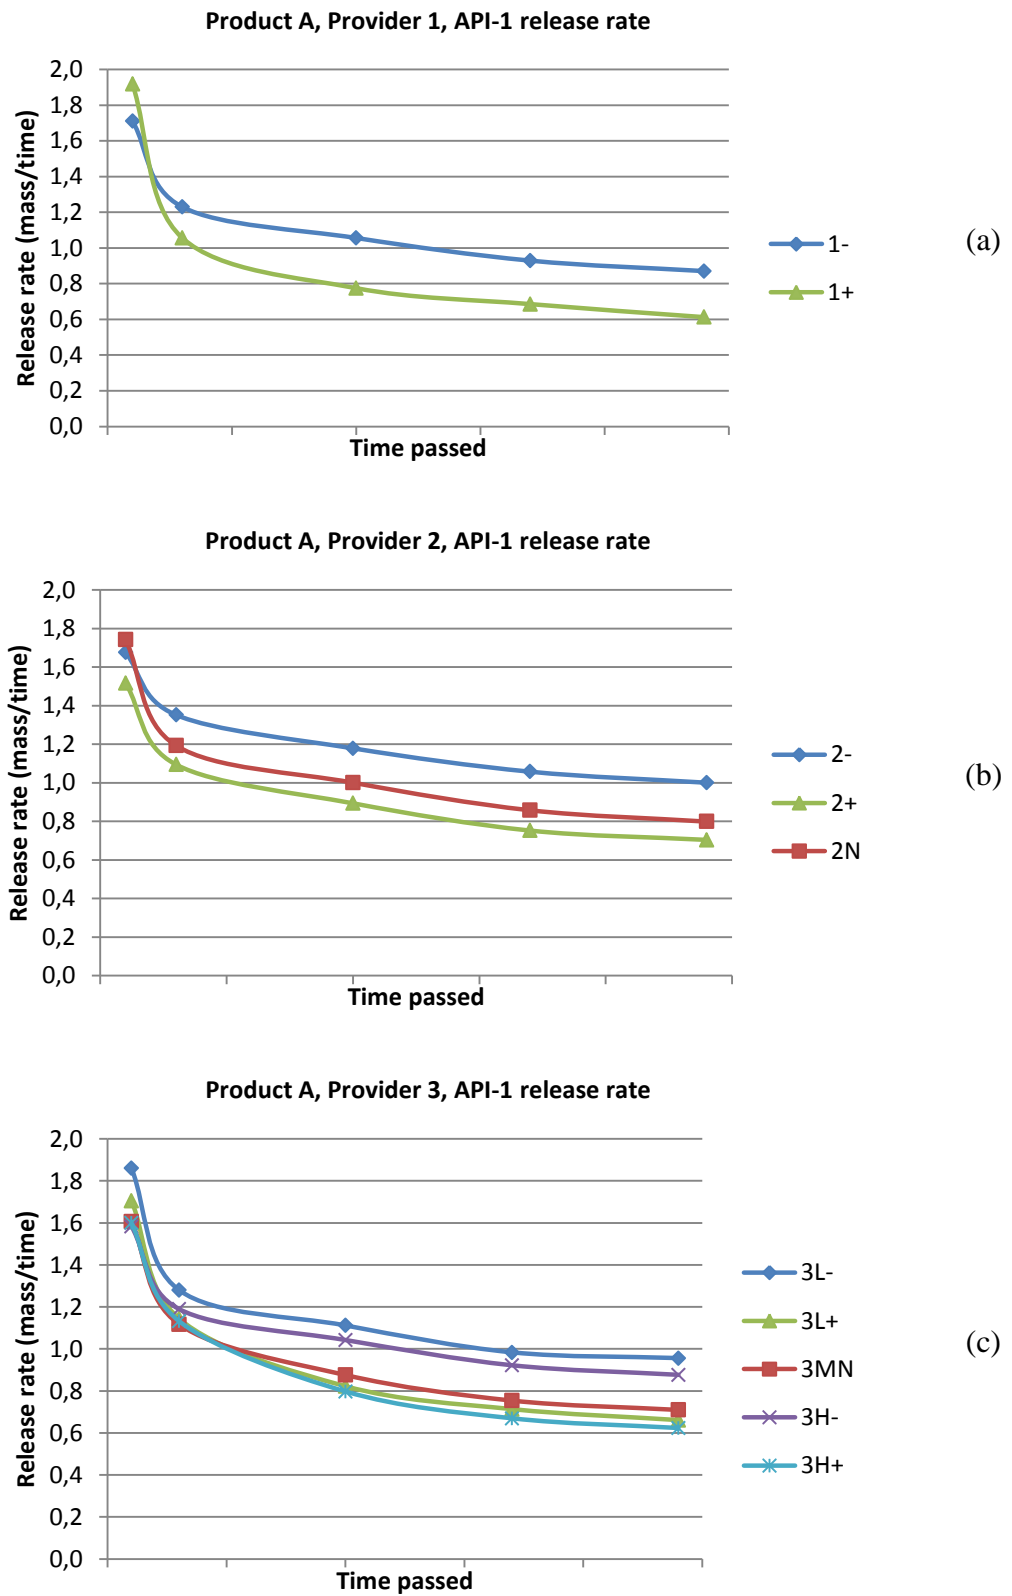 Product A, Provider 1, API-1 release rate
Release rate (mass/time)
2,0
1,8
1,6
1,4
1,2
1,0
0,8
0,6
0,4
0,2
0,0
Time passed
1-
1+
(a)
Product A, Provider 2, API-1 release rate
Release rate (mass/time)
2,0
1,8
1,6
1,4
1,2
1,0
0,8
0,6
0,4
0,2
0,0
Time passed
2-
2+
2N
(b)
Product A, Provider 3, API-1 release rate
Release rate (mass/time)
2,0
1,8
1,6
1,4
1,2
1,0
0,8
0,6
0,4
0,2
0,0
Time passed
3L-
3L+
3MN
3H-
3H+
(c)